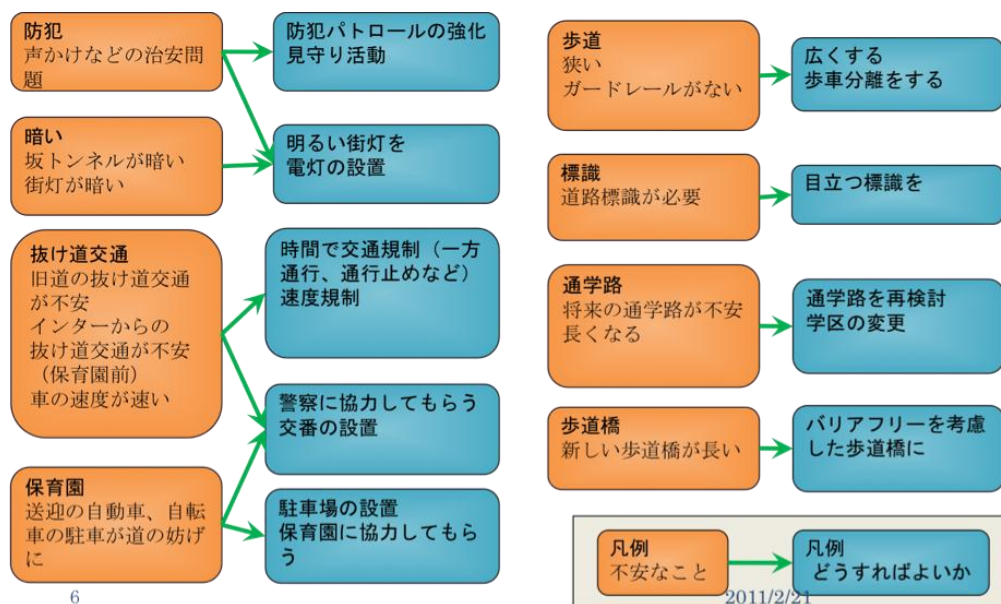 防犯
声かけなどの治安問
題
防犯パトロールの強化
見守り活動
暗い
坂トンネルが暗い
街灯が暗い
明るい街灯を
電灯の設置
抜け道交通
旧道の抜け道交通
が不安
インターからの
抜け道交通が不安
（保育園前）
車の速度が速い
時間で交通規制（一方
通行、通行止めなど）
速度規制
警察に協力してもらう
交番の設置
保育園
送迎の自動車、自転
車の駐車が道の妨げ
に
駐車場の設置
保育園に協力してもら
う
歩道
狭い
ガードレールがない
広くする
歩車分離をする
標識
道路標識が必要
目立つ標識を
通学路
将来の通学路が不安
長くなる
通学路を再検討
学区の変更
歩道橋
新しい歩道橋が長い
バリアフリーを考慮
した歩道橋に
凡例
不安なこと
凡例
どうすればよいか
6
2011/2/21